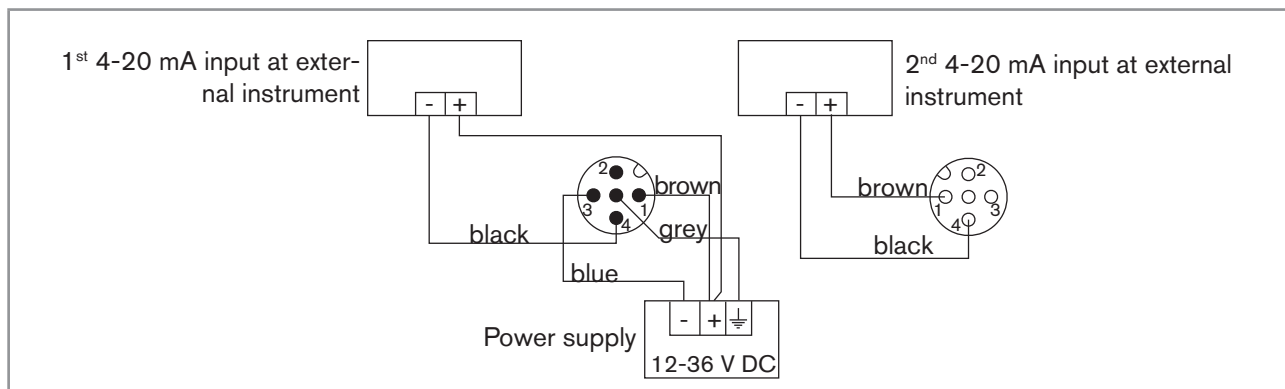 1st 4-20 mA input at exter-
nal instrument
- +
2nd 4-20 mA input at external
instrument
- +
2
3
1
4
brown
grey
black
blue
Power supply
- +
12-36 V DC
brown
black
2
1
3
4